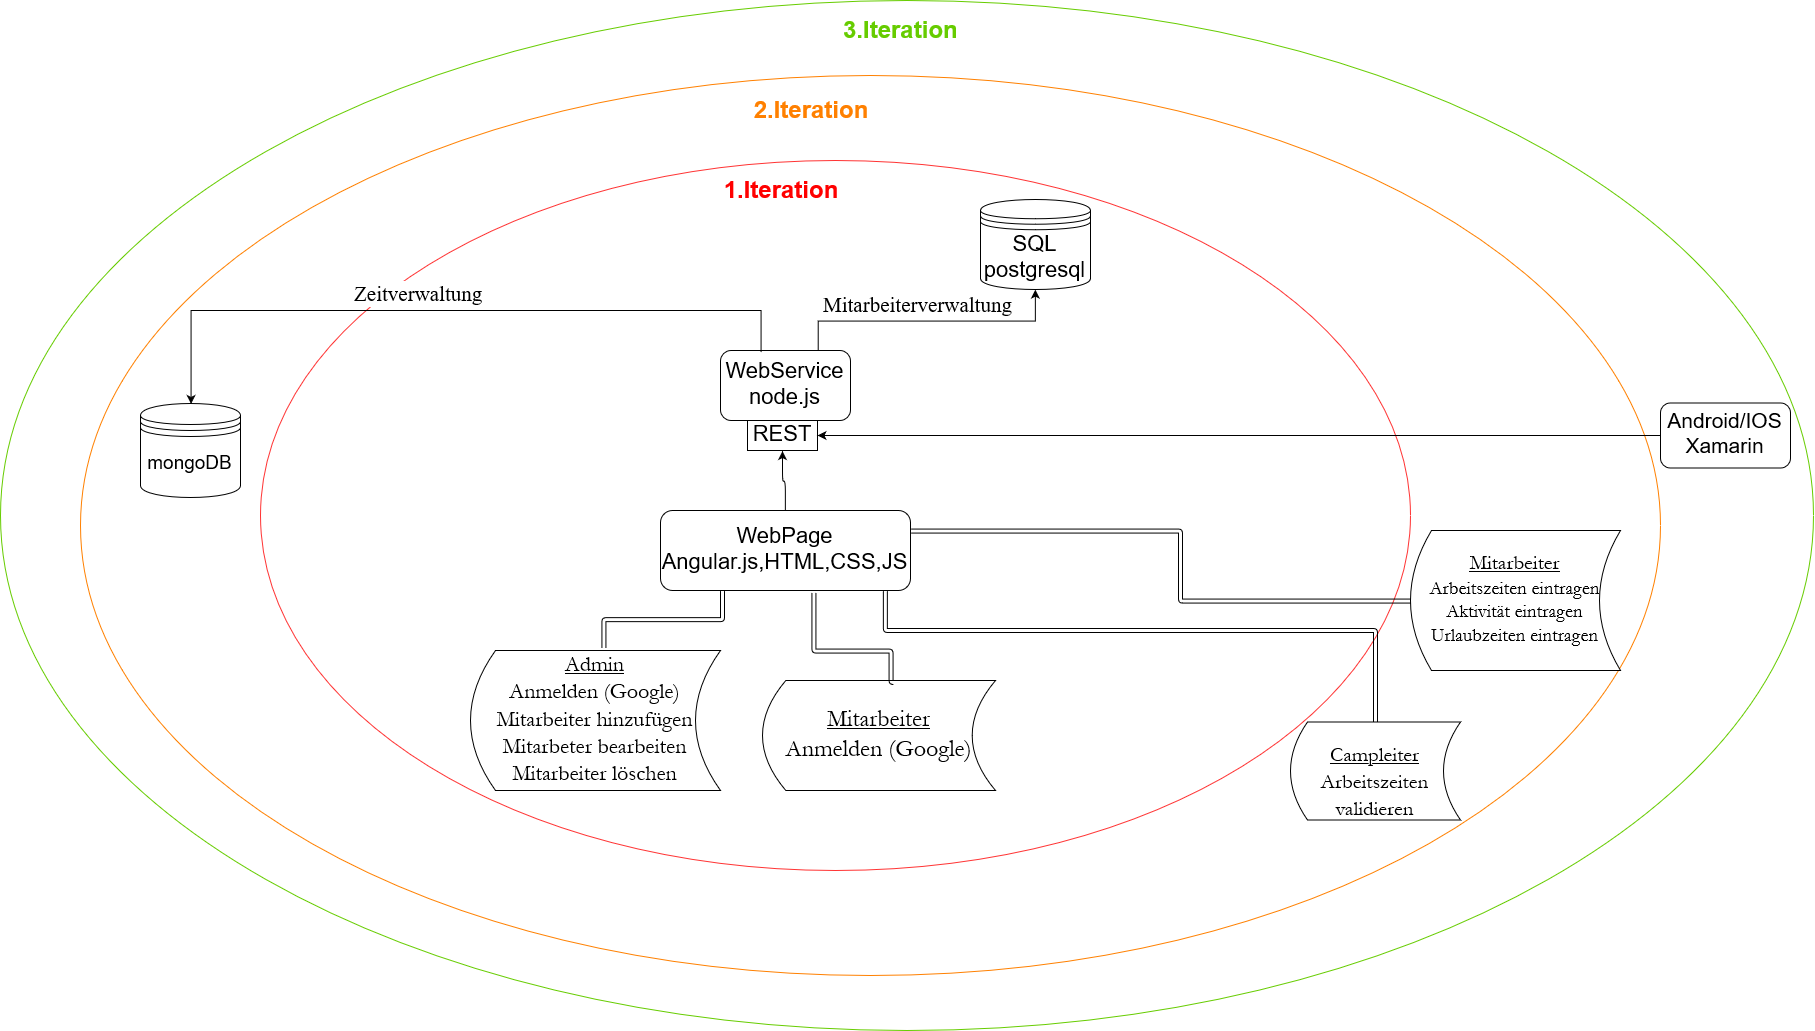 3.Iteration
2.Iteration
1.Iteration
SQL
postgresql
Zeitverwaltung
Mitarbeiterverwaltung
WebService
node.js
REST
mongoDB
Android/IOS
Xamarin
WebPage
Angular.js,HTML,CSS,JS
Mitarbeiter
Arbeitszeiten eintragen
Aktivität eintragen
Urlaubzeiten eintragen
Admin
Anmelden (Google)
Mitarbeiter hinzufügen
Mitarbeter bearbeiten
Mitarbeiter löschen
Mitarbeiter
Anmelden (Google)
Campleiter
Arbeitszeiten
validieren